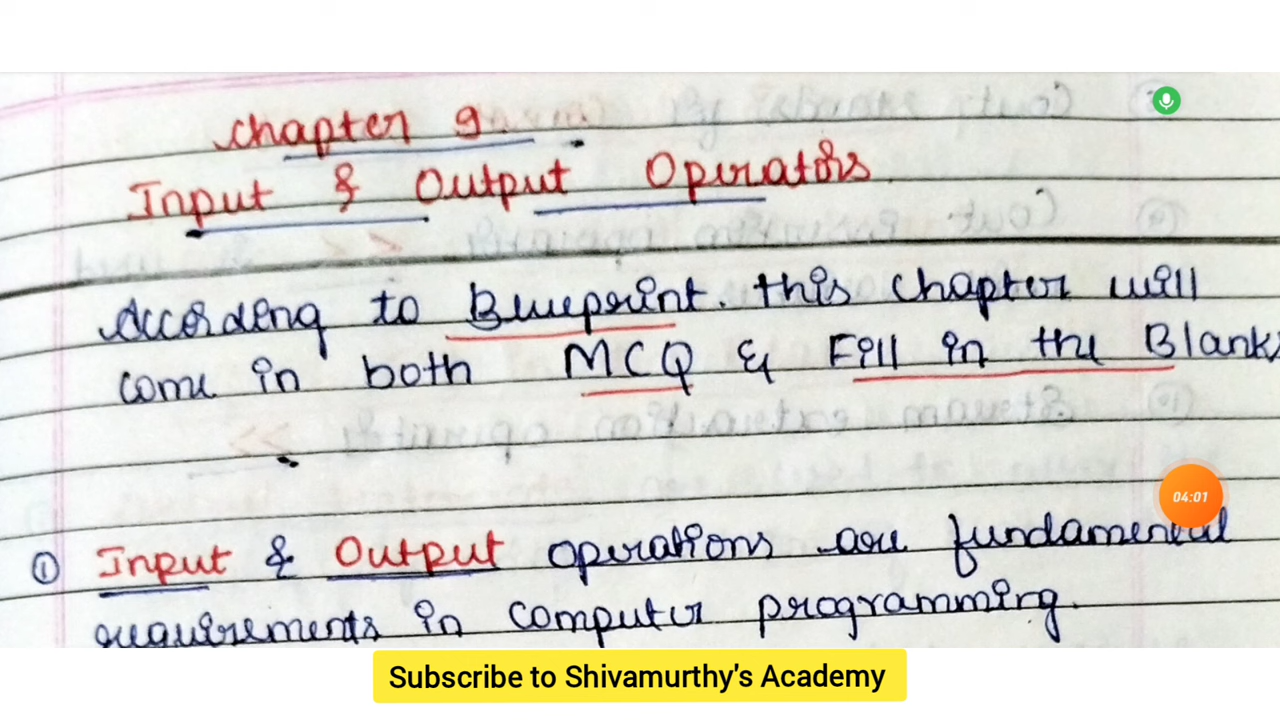 chapter 9
Input & Output Operators
According to Blueprint. this chapter will
come in both MCQ & Fill in the Blanks
04:01
① Input & Output operations are fundamental
requirements in computer programming.
Subscribe to Shivamurthy's Academy